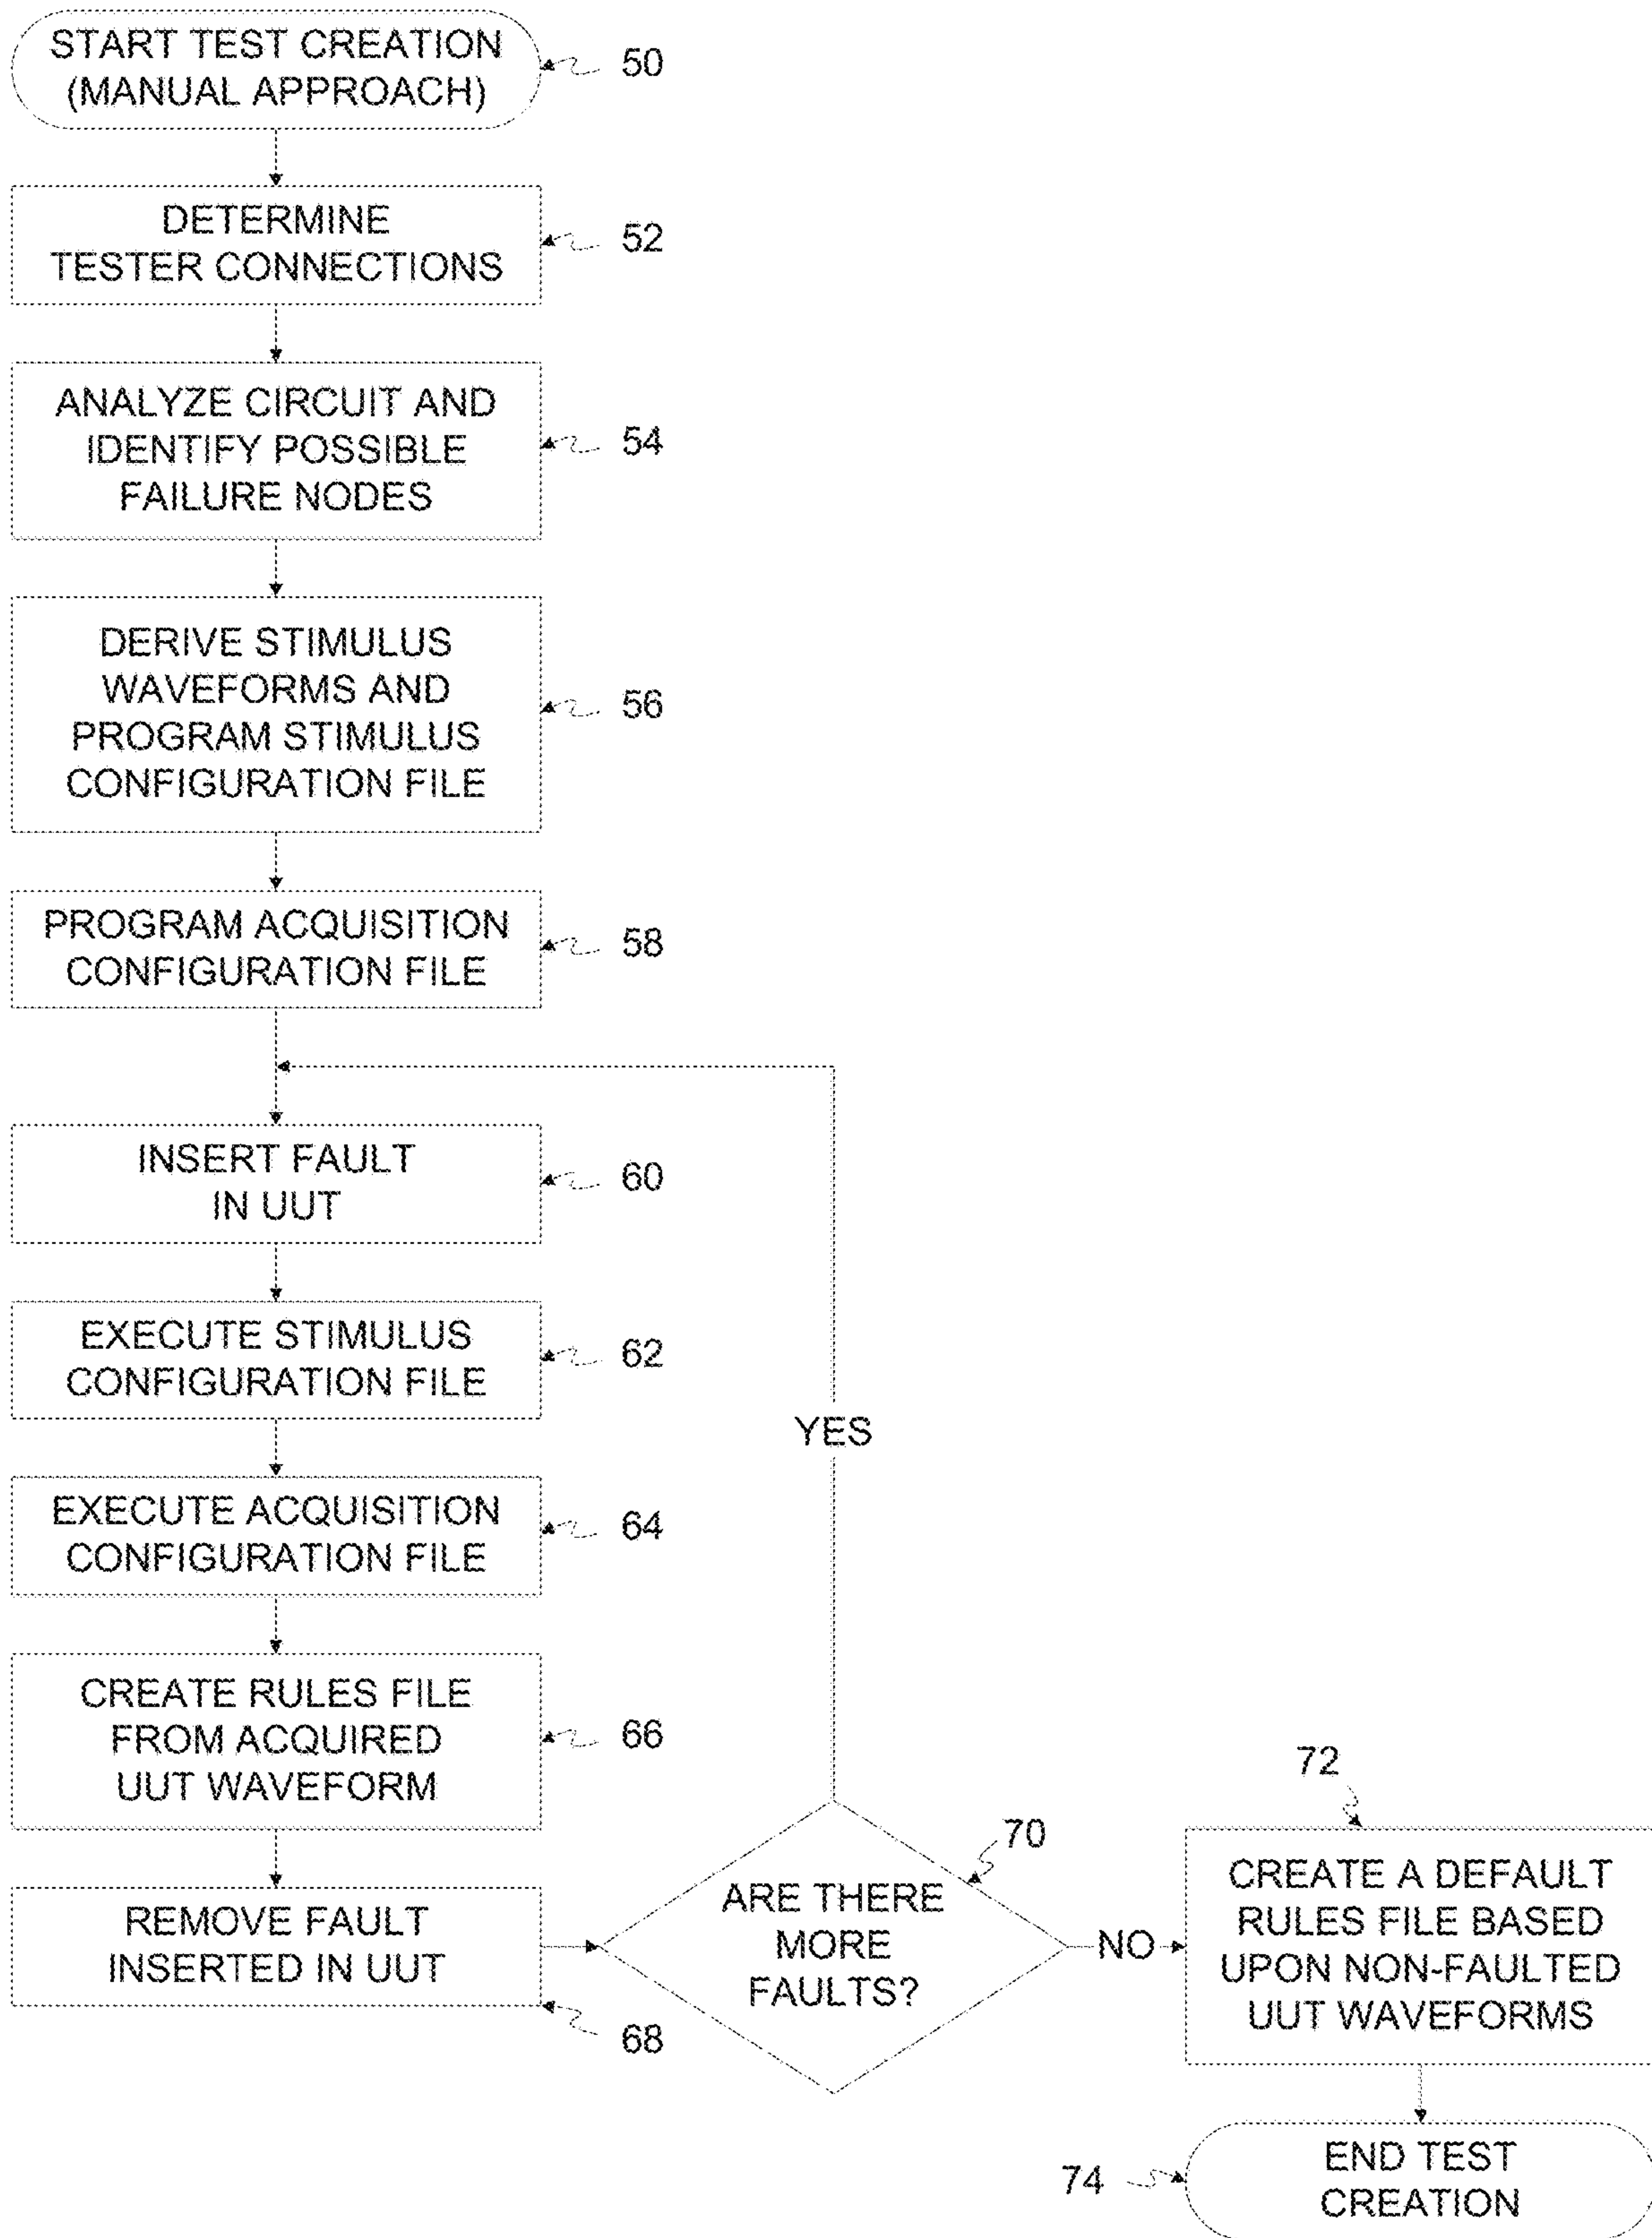 START TEST CREATION
(MANUAL APPROACH)
50
DETERMINE
TESTER CONNECTIONS
52
ANALYZE CIRCUIT AND
IDENTIFY POSSIBLE
FAILURE NODES
54
DERIVE STIMULUS
WAVEFORMS AND
PROGRAM STIMULUS
CONFIGURATION FILE
56
PROGRAM ACQUISITION
CONFIGURATION FILE
58
INSERT FAULT
IN UUT
60
EXECUTE STIMULUS
CONFIGURATION FILE
62
EXECUTE ACQUISITION
CONFIGURATION FILE
64
CREATE RULES FILE
FROM ACQUIRED
UUT WAVEFORM
66
REMOVE FAULT
INSERTED IN UUT
68
ARE THERE
MORE
FAULTS?
70
YES
NO
72
CREATE A DEFAULT
RULES FILE BASED
UPON NON-FAULTED
UUT WAVEFORMS
END TEST
CREATION
74